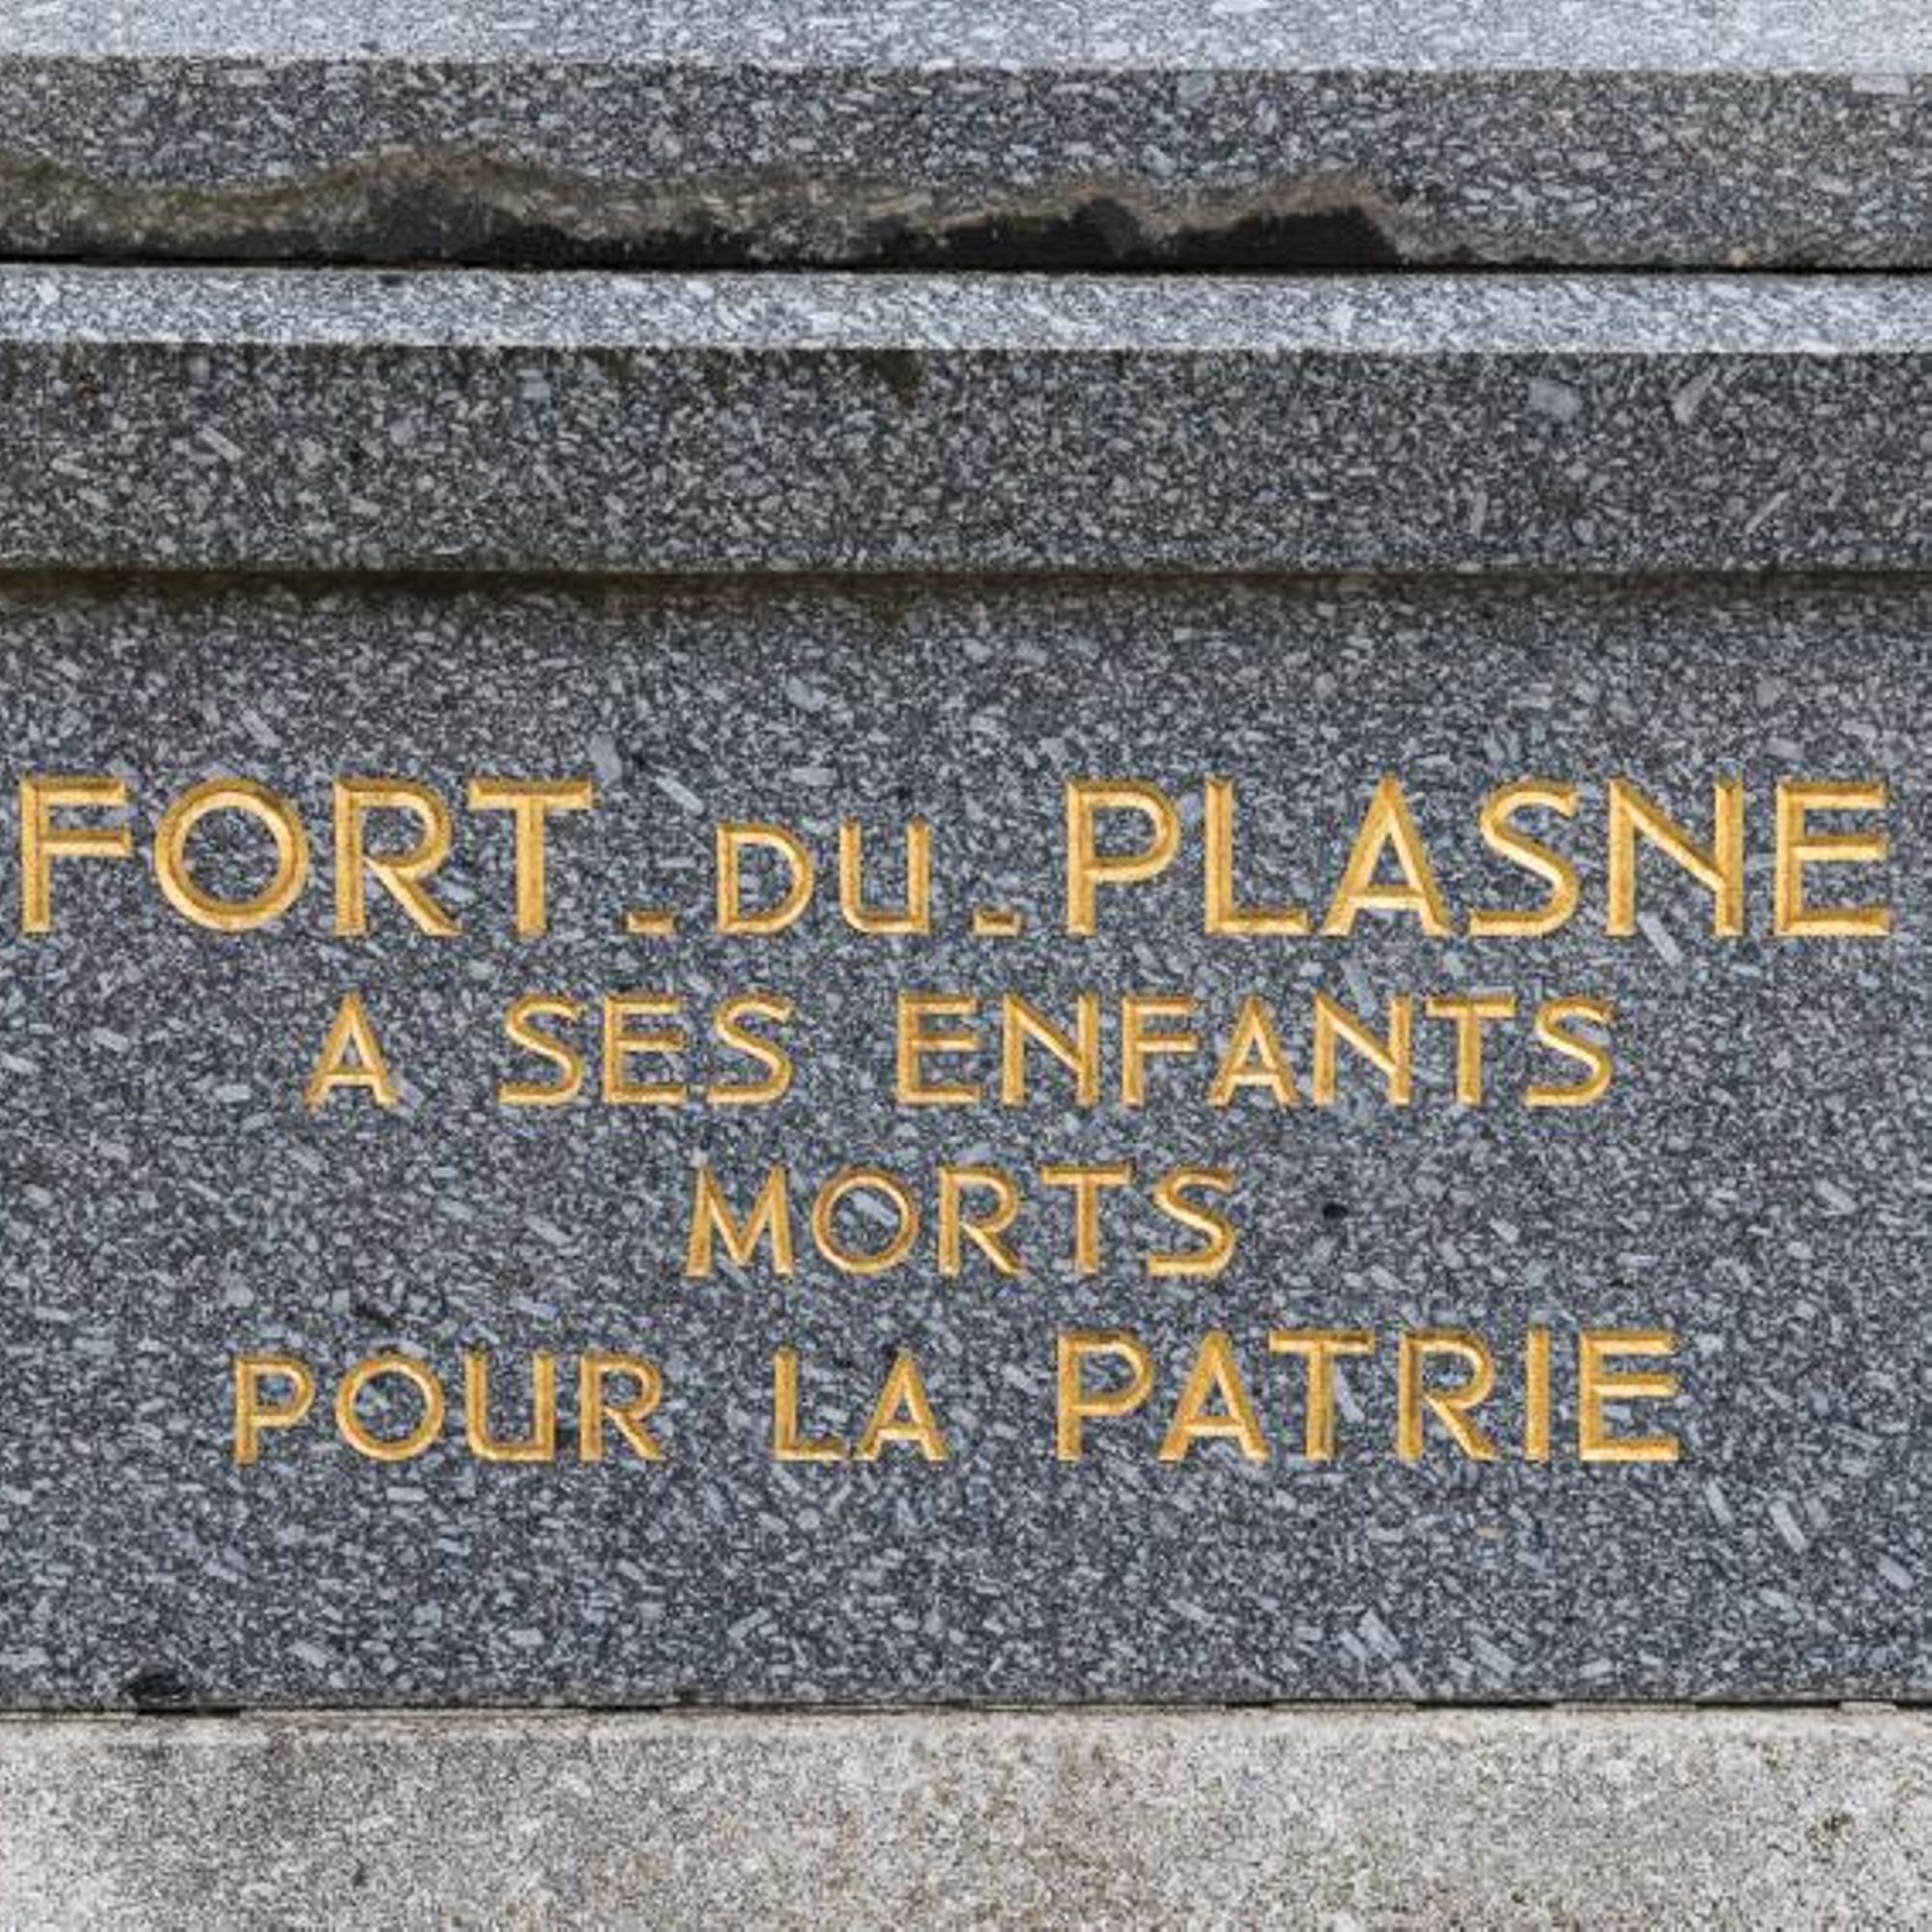 FORT-DU-PLASNE
A SES ENFANTS
MORTS
POUR LA PATRIE